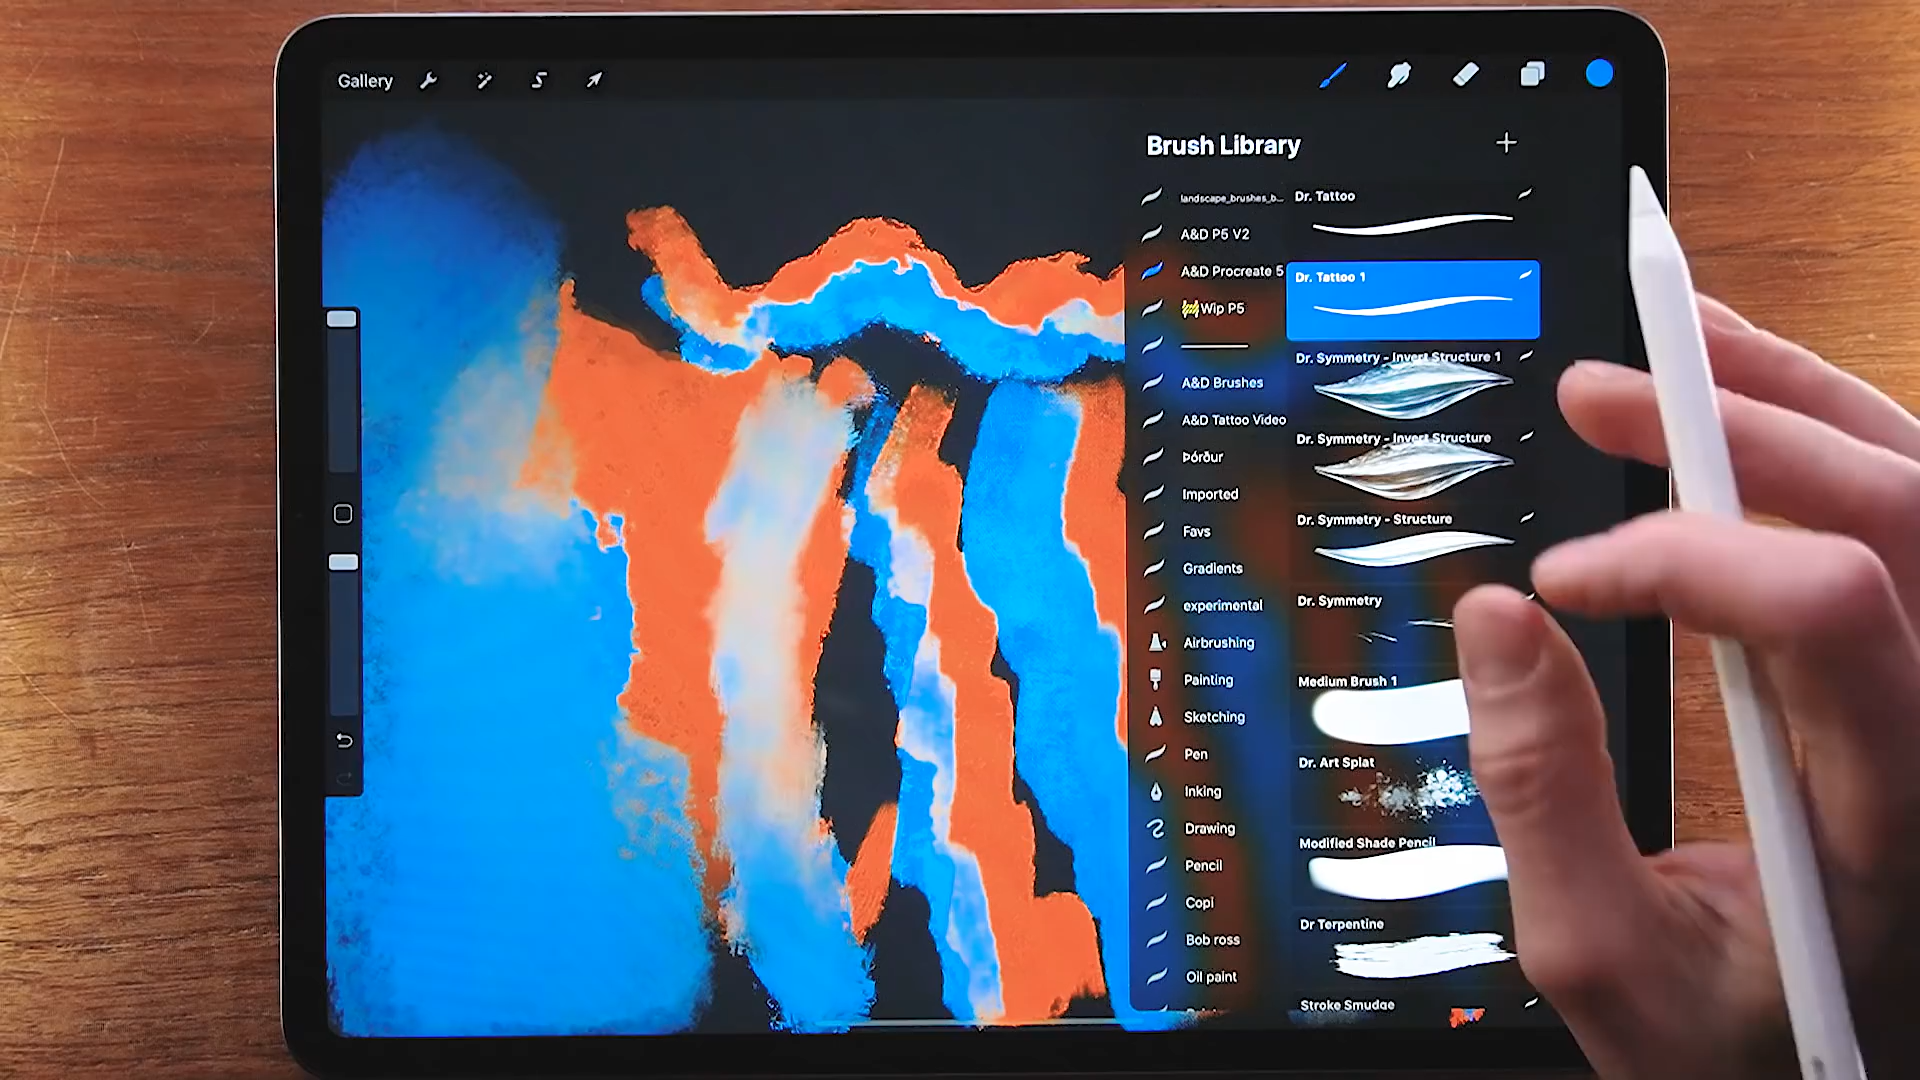 Gallery
Brush Library
landscape_brushes_b...
A&D P5 V2
A&D Procreate 5
Wip P5
A&D Brushes
A&D Tattoo Video
Þórður
Imported
Favs
Gradients
experimental
Airbrushing
Painting
Sketching
Pen
Inking
Drawing
Pencil
Copi
Bob ross
Oil paint
Dr. Tattoo
Dr. Tattoo 1
Dr. Symmetry - Invert Structure 1
Dr. Symmetry - Invert Structure
Dr. Symmetry - Structure
Dr. Symmetry
Medium Brush 1
Dr. Art Splat
Modified Shade Pencil
Dr Terpentine
Stroke Smudge